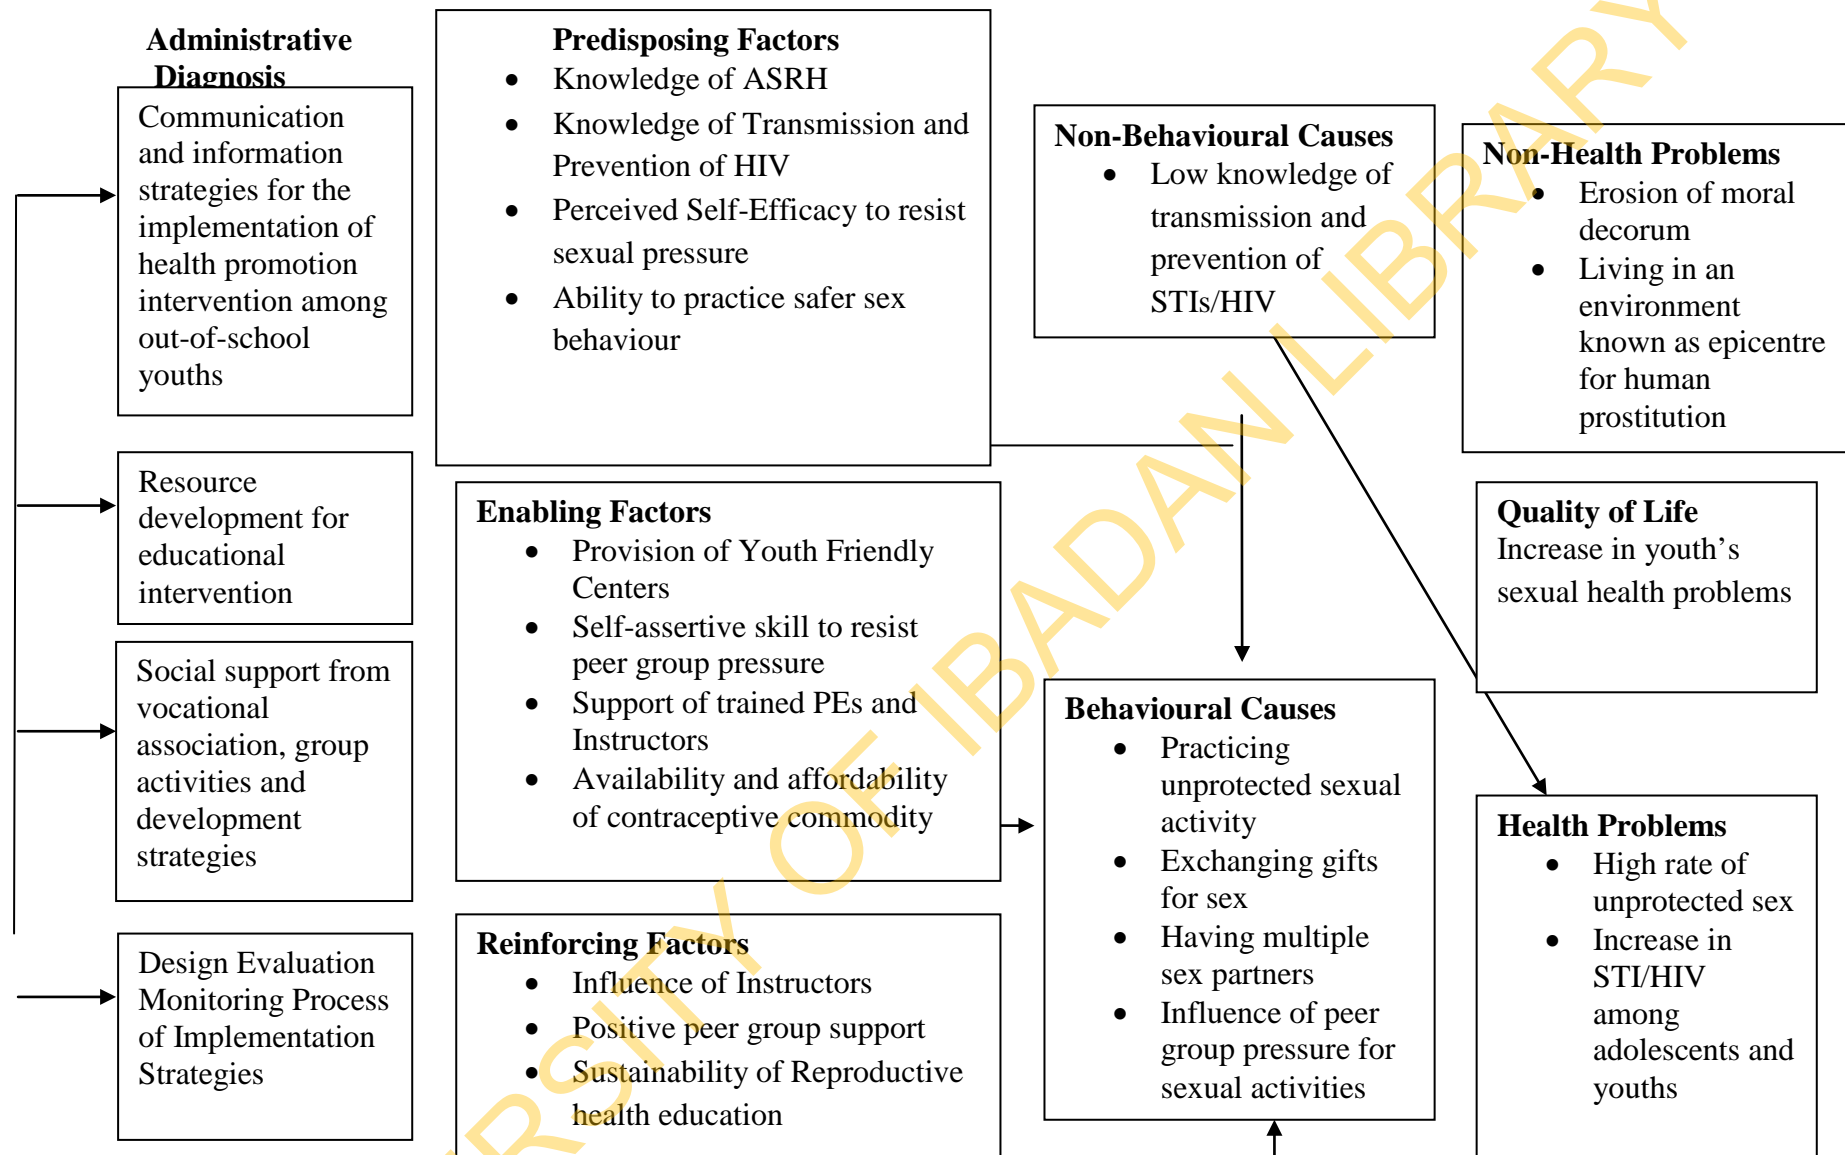 Administrative
Diagnosis
Communication
and information
strategies for the
implementation of
health promotion
intervention among
out-of-school
youths
Resource
development for
educational
intervention
Social support from
vocational
association, group
activities and
development
strategies
Design Evaluation
Monitoring Process
of Implementation
Strategies
Predisposing Factors
• Knowledge of ASRH
• Knowledge of Transmission and
Prevention of HIV
• Perceived Self-Efficacy to resist
sexual pressure
• Ability to practice safer sex
behaviour
Enabling Factors
• Provision of Youth Friendly
Centers
• Self-assertive skill to resist
peer group pressure
• Support of trained PEs and
Instructors
• Availability and affordability
of contraceptive commodity
Reinforcing Factors
• Influence of Instructors
• Positive peer group support
• Sustainability of Reproductive
health education
Non-Behavioural Causes
• Low knowledge of
transmission and
prevention of
STIs/HIV
Behavioural Causes
• Practicing
unprotected sexual
activity
• Exchanging gifts
for sex
• Having multiple
sex partners
• Influence of peer
group pressure for
sexual activities
Non-Health Problems
• Erosion of moral
decorum
• Living in an
environment
known as epicentre
for human
prostitution
Quality of Life
Increase in youth’s
sexual health problems
Health Problems
• High rate of
unprotected sex
• Increase in
STI/HIV
among
adolescents and
youths
RSITY OF IBADAN LIBRARY